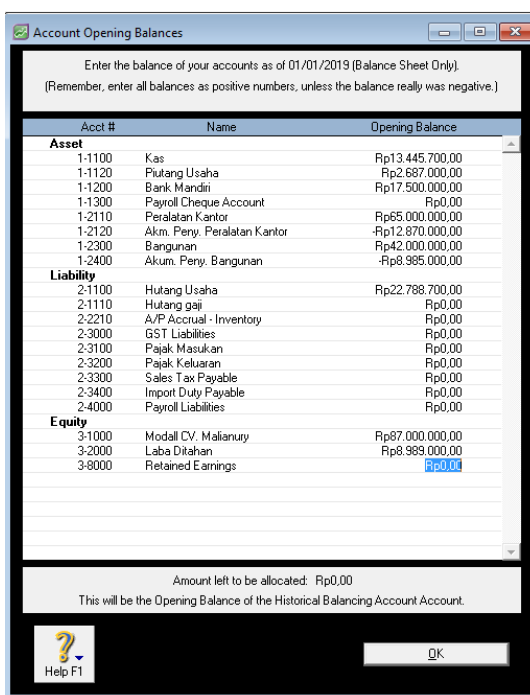 Account Opening Balances
Enter the balance of your accounts as of 01/01/2019 (Balance Sheet Only).
(Remember, enter all balances as positive numbers, unless the balance really was negative.)
Acct # Name Opening Balance
Asset
1-1100 Kas Rp13.445.700,00
1-1120 Piutang Usaha Rp2.687.000,00
1-1200 Bank Mandiri Rp17.500.000,00
1-1300 Payroll Cheque Account Rp0,00
1-2110 Peralatan Kantor Rp65.000.000,00
1-2120 Akm. Peny. Peralatan Kantor -Rp12.870.000,00
1-2300 Bangunan Rp42.000.000,00
1-2400 Akum. Peny. Bangunan -Rp8.985.000,00
Liability
2-1100 Hutang Usaha Rp22.788.700,00
2-1110 Hutang gaji Rp0,00
2-2210 A/P Accrual - Inventory Rp0,00
2-3000 GST Liabilities Rp0,00
2-3100 Pajak Masukan Rp0,00
2-3200 Pajak Keluaran Rp0,00
2-3300 Sales Tax Payable Rp0,00
2-3400 Import Duty Payable Rp0,00
2-4000 Payroll Liabilities Rp0,00
Equity
3-1000 Modall CV. Malianury Rp87.000.000,00
3-2000 Laba Ditahan Rp8.989.000,00
3-8000 Retained Earnings Rp0,00
Amount left to be allocated: Rp0,00
This will be the Opening Balance of the Historical Balancing Account Account.
Help F1
OK